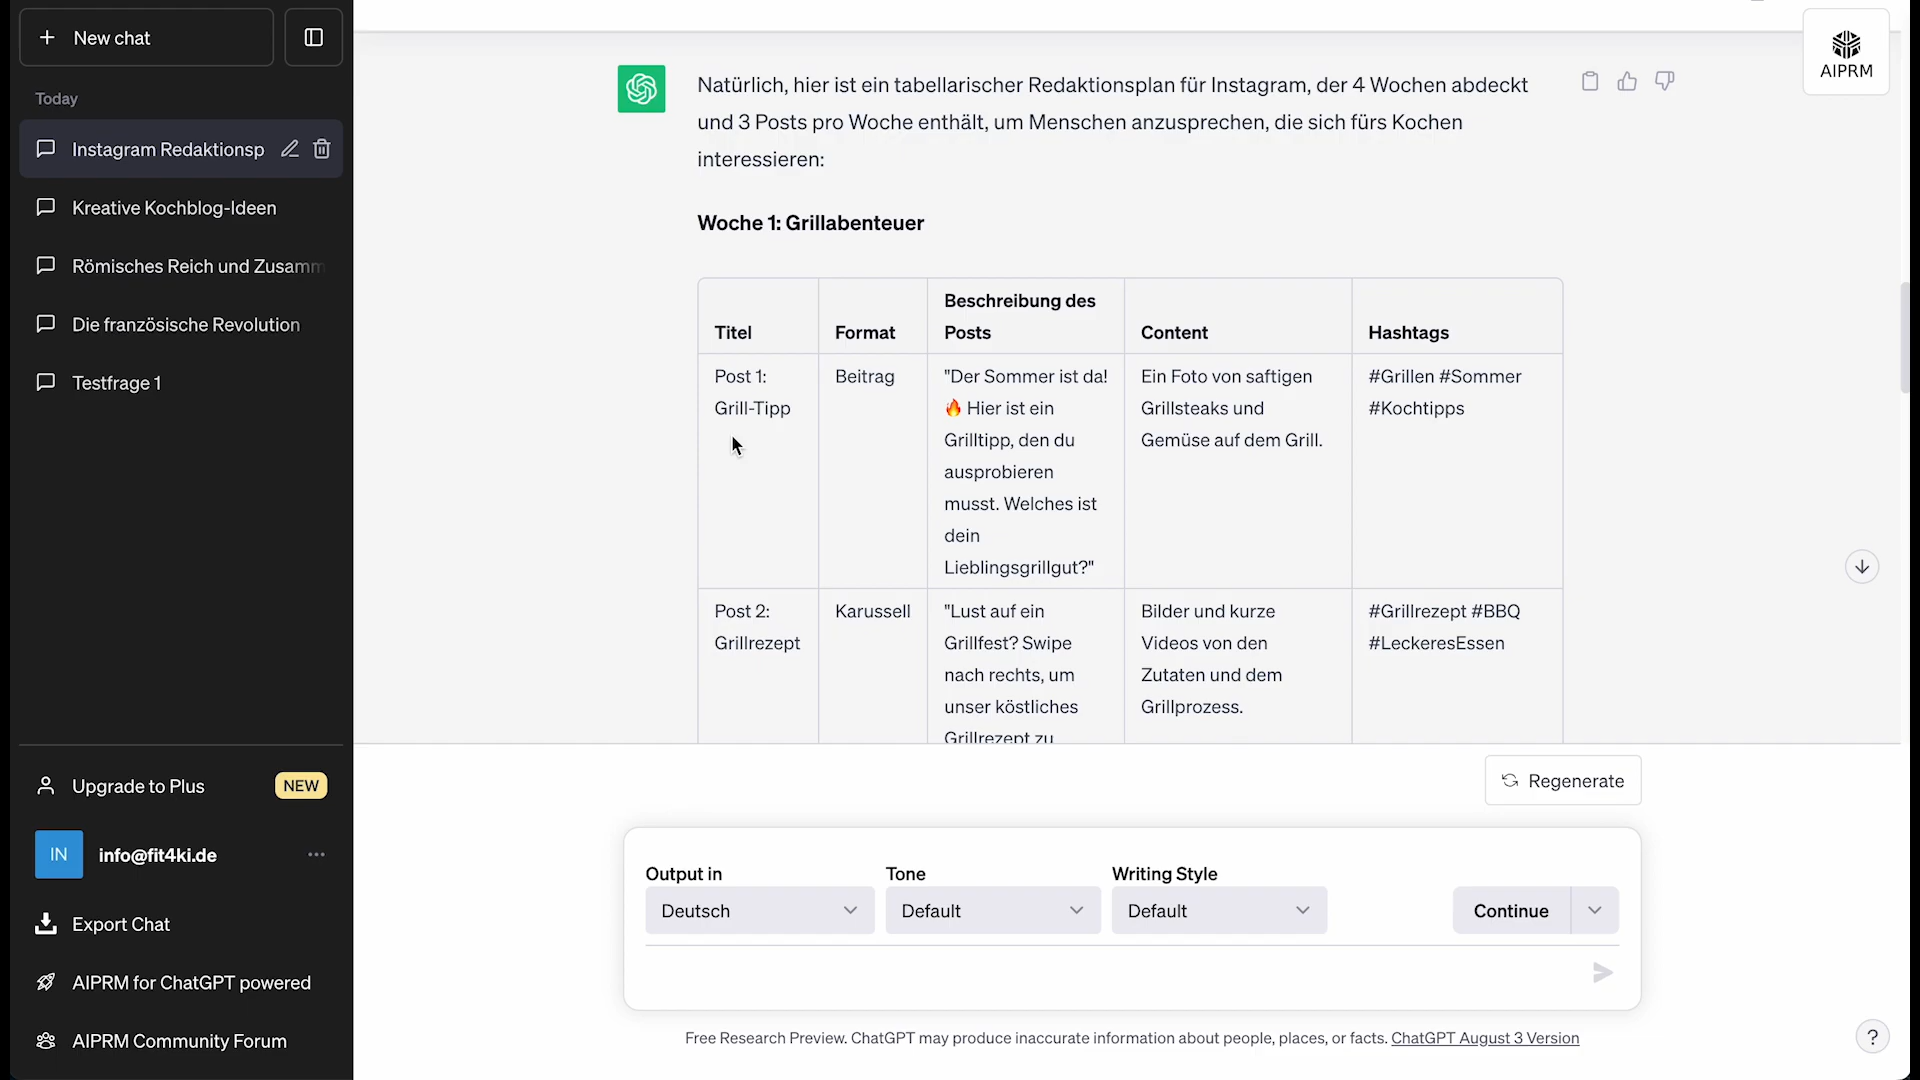 New chat
Today
Instagram Redaktionsp
Kreative Kochblog-Ideen
Römisches Reich und Zusamm
Die französische Revolution
Testfrage 1
Upgrade to Plus
NEW
IN
info@fit4ki.de
Export Chat
AIPRM for ChatGPT powered
AIPRM Community Forum
AIPRM
Natürlich, hier ist ein tabellarischer Redaktionsplan für Instagram, der 4 Wochen abdeckt
und 3 Posts pro Woche enthält, um Menschen anzusprechen, die sich fürs Kochen
interessieren:
Woche 1: Grillabenteuer
Titel
Format
Beschreibung des
Posts
Content
Hashtags
Post 1:
Grill-Tipp
Beitrag
"Der Sommer ist da!
🔥 Hier ist ein
Grilltipp, den du
ausprobieren
musst. Welches ist
dein
Lieblingsgrillgut?"
Ein Foto von saftigen
Grillsteaks und
Gemüse auf dem Grill.
#Grillen #Sommer
#Kochtipps
Post 2:
Grillrezept
Karussell
"Lust auf ein
Grillfest? Swipe
nach rechts, um
unser köstliches
Grillrezept zu
Bilder und kurze
Videos von den
Zutaten und dem
Grillprozess.
#Grillrezept #BBQ
#LeckeresEssen
Regenerate
Output in
Deutsch
Tone
Default
Writing Style
Default
Continue
Free Research Preview. ChatGPT may produce inaccurate information about people, places, or facts. ChatGPT August 3 Version
?